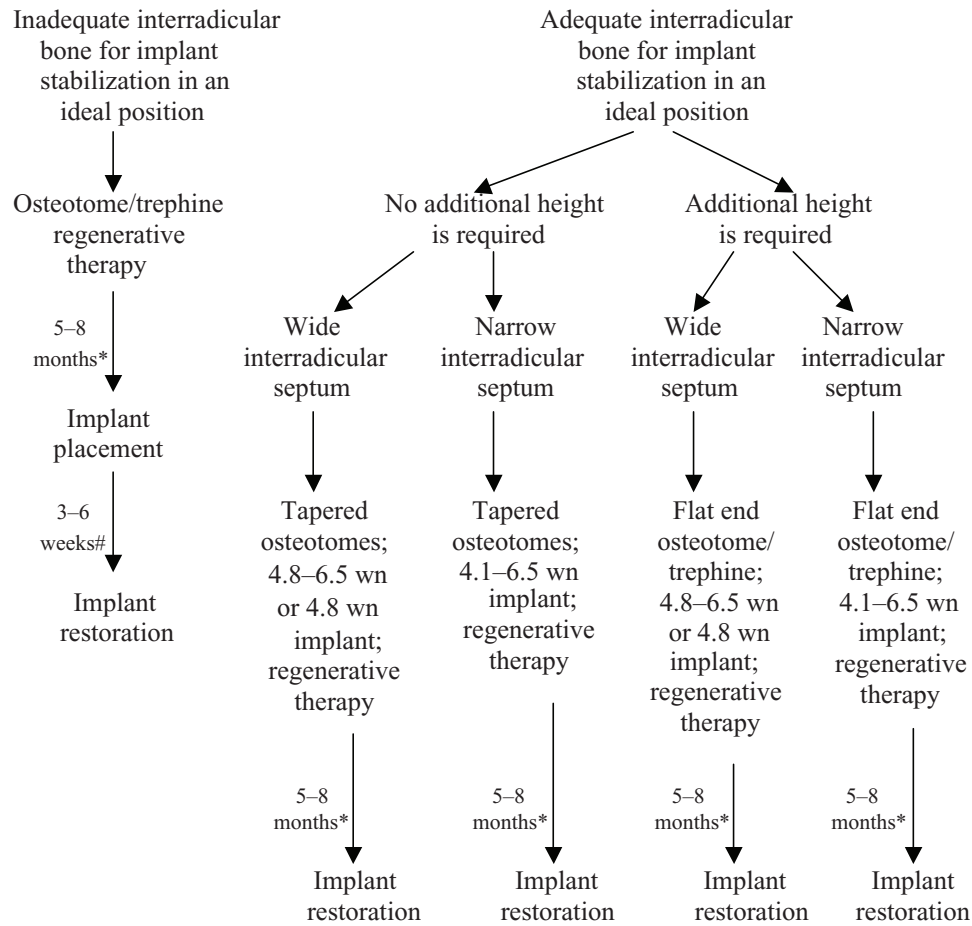 Inadequate interradicular
bone for implant
stabilization in an
ideal position
Osteotome/trephine
regenerative
therapy
5–8
months*
Implant
placement
3–6
weeks#
Implant
restoration
Adequate interradicular
bone for implant
stabilization in an
ideal position
No additional height
is required
Additional height
is required
Wide
interradicular
septum
Narrow
interradicular
septum
Wide
interradicular
septum
Narrow
interradicular
septum
Tapered
osteotomes;
4.8–6.5 wn
or 4.8 wn
implant;
regenerative
therapy
Tapered
osteotomes;
4.1–6.5 wn
implant;
regenerative
therapy
Flat end
osteotome/
trephine;
4.8–6.5 wn
or 4.8 wn
implant;
regenerative
therapy
Flat end
osteotome/
trephine;
4.1–6.5 wn
implant;
regenerative
therapy
5–8
months*
5–8
months*
5–8
months*
5–8
months*
Implant
restoration
Implant
restoration
Implant
restoration
Implant
restoration